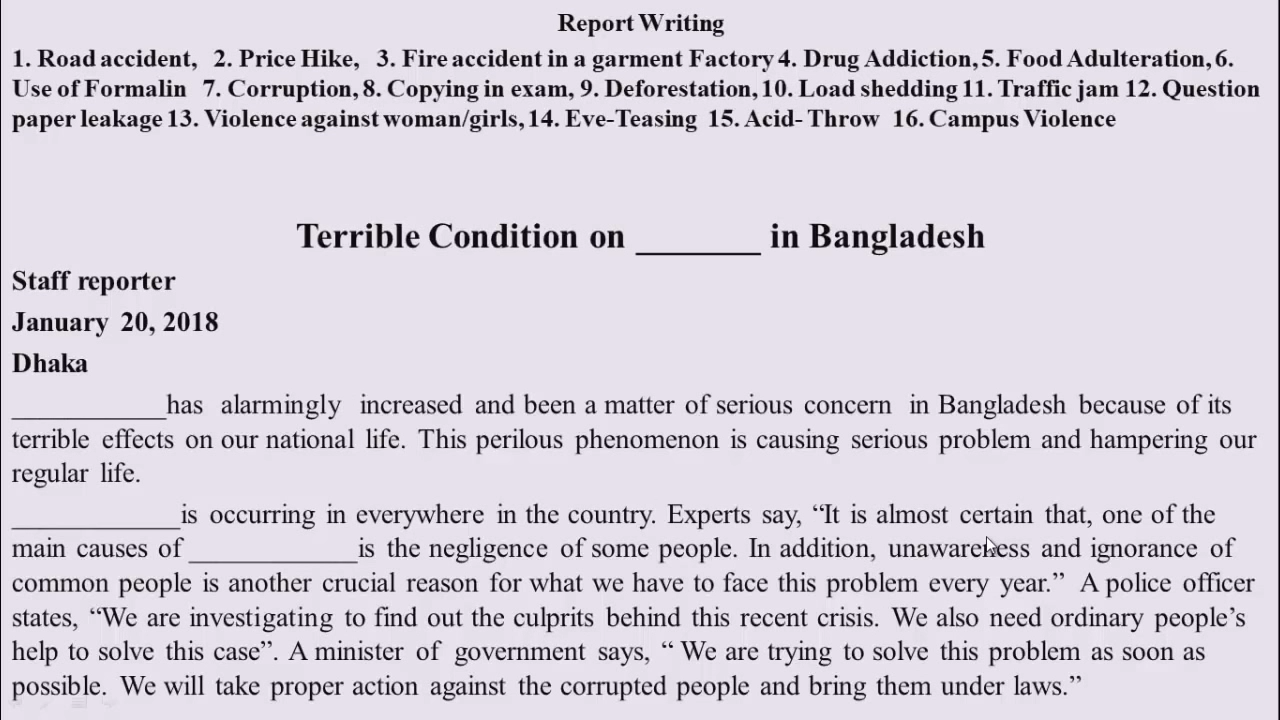 Report Writing
1. Road accident, 2. Price Hike, 3. Fire accident in a garment Factory 4. Drug Addiction, 5. Food Adulteration, 6.
Use of Formalin 7. Corruption, 8. Copying in exam, 9. Deforestation, 10. Load shedding 11. Traffic jam 12. Question
paper leakage 13. Violence against woman/girls, 14. Eve-Teasing 15. Acid- Throw 16. Campus Violence
Terrible Condition on _______ in Bangladesh
Staff reporter
January 20, 2018
Dhaka
___________has alarmingly increased and been a matter of serious concern in Bangladesh because of its
terrible effects on our national life. This perilous phenomenon is causing serious problem and hampering our
regular life.
____________is occurring in everywhere in the country. Experts say, “It is almost certain that, one of the
main causes of ____________is the negligence of some people. In addition, unawareness and ignorance of
common people is another crucial reason for what we have to face this problem every year.” A police officer
states, “We are investigating to find out the culprits behind this recent crisis. We also need ordinary people’s
help to solve this case”. A minister of government says, “ We are trying to solve this problem as soon as
possible. We will take proper action against the corrupted people and bring them under laws.”